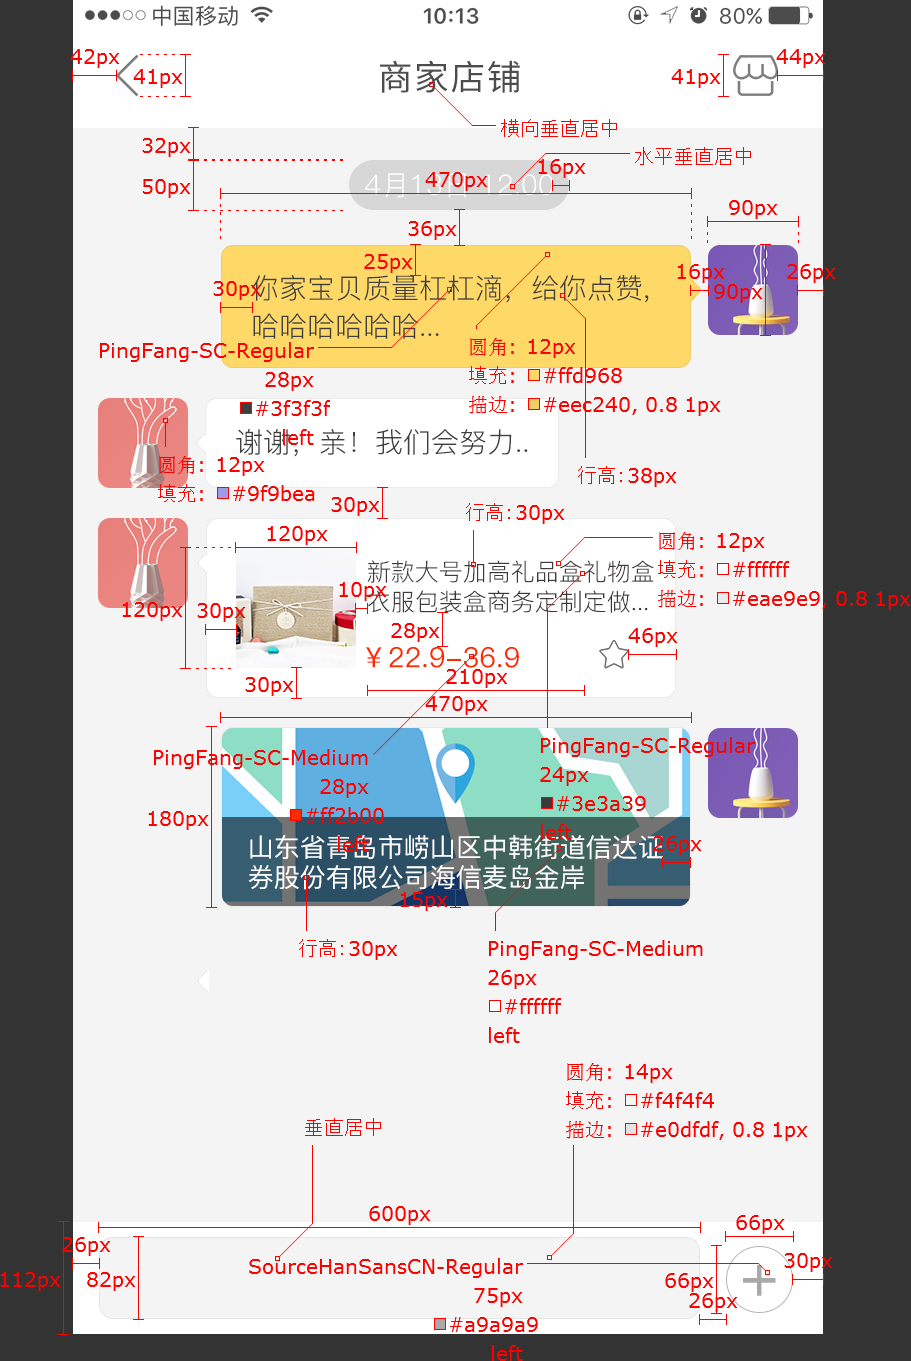 中国移动
10:13
80%
42px
41px
商家店铺
41px
44px
横向垂直居中
32px
水平垂直居中
16px
50px
4月13日 12:00
470px
90px
36px
25px
16px
90px
26px
30px
你家宝贝质量杠杠滴，给你点赞，
哈哈哈哈哈哈...
PingFang-SC-Regular
28px
#3f3f3f
left
圆角: 12px
填充: #ffd968
描边: #eec240, 0.8 1px
谢谢，亲！我们会努力..
圆角: 12px
填充: #9f9bea
行高:38px
30px
行高:30px
120px
圆角: 12px
填充: #ffffff
描边: #eae9e9, 0.8 1px
新款大号加高礼品盒礼物盒
衣服包装盒商务定制定做...
10px
120px
30px
28px
46px
¥22.9-36.9
210px
30px
470px
PingFang-SC-Medium
28px
#ff2b00
left
PingFang-SC-Regular
24px
#3e3a39
left
180px
山东省青岛市崂山区中韩街道信达证
券股份有限公司海信麦岛金岸
26px
15px
行高:30px
PingFang-SC-Medium
26px
#ffffff
left
圆角: 14px
填充: #f4f4f4
描边: #e0dfdf, 0.8 1px
垂直居中
600px
66px
26px
112px
82px
SourceHanSansCN-Regular
75px
#a9a9a9
left
66px
30px
26px